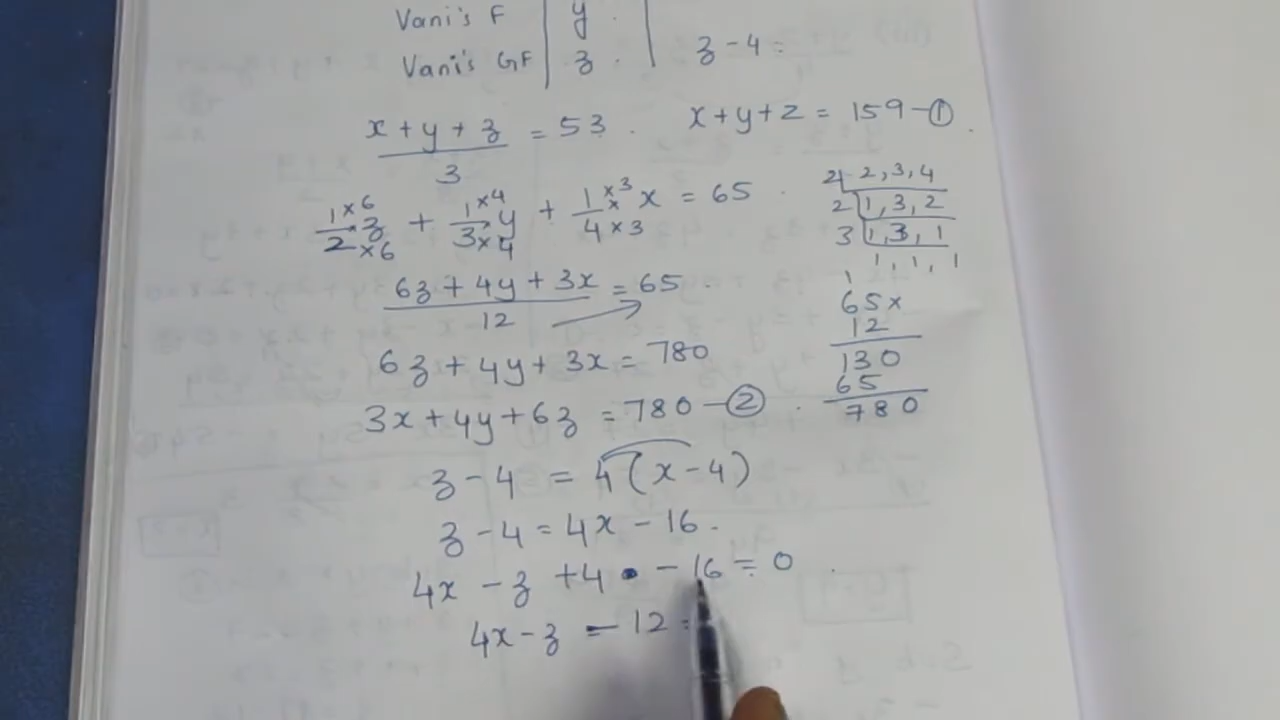 Vani's F | y |
Vani's GF | z . | z - 4 =
x + y + z / 3 = 53 . x + y + z = 159 - ①
1×6 / 2×6 z + 1×4 / 3×4 y + 1×3 / 4×3 x = 65 .
6z + 4y + 3x / 12 = 65
6z + 4y + 3x = 780
3x + 4y + 6z = 780 - ② .
z - 4 = 4(x - 4)
z - 4 = 4x - 16 .
4x - z + 4 - 16 = 0
4x - z - 12 =
2 | 2, 3, 4
2 | 1, 3, 2
3 | 1, 3, 1
1, 1, 1
1
65 ×
12
130
65
780